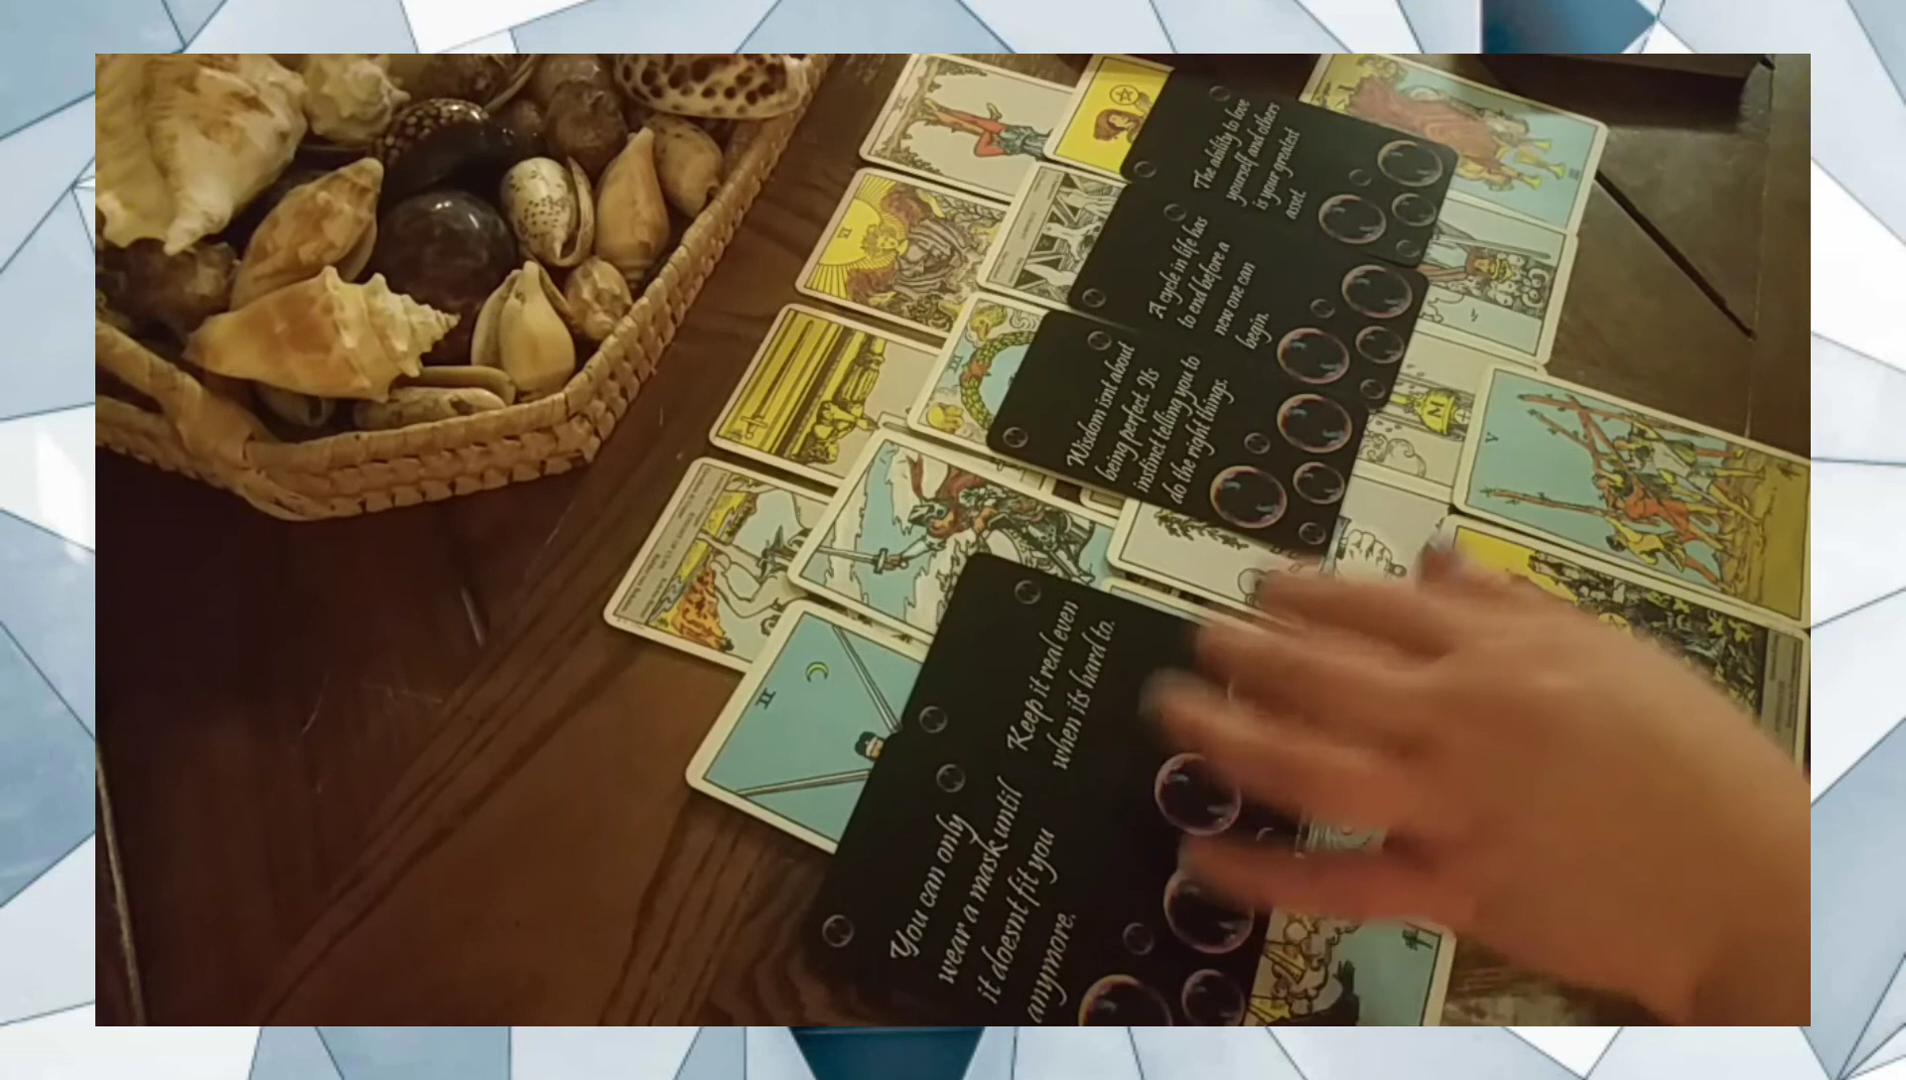 The ability to love
yourself and others
is your greatest
asset.
A cycle in life has
to end before a
new one can
begin.
Wisdom isnt about
being perfect. Its
instinct telling you to
do the right things.
Keep it real even
when its hard to.
You can only
wear a mask until
it doesnt fit you
anymore.
V
II
M